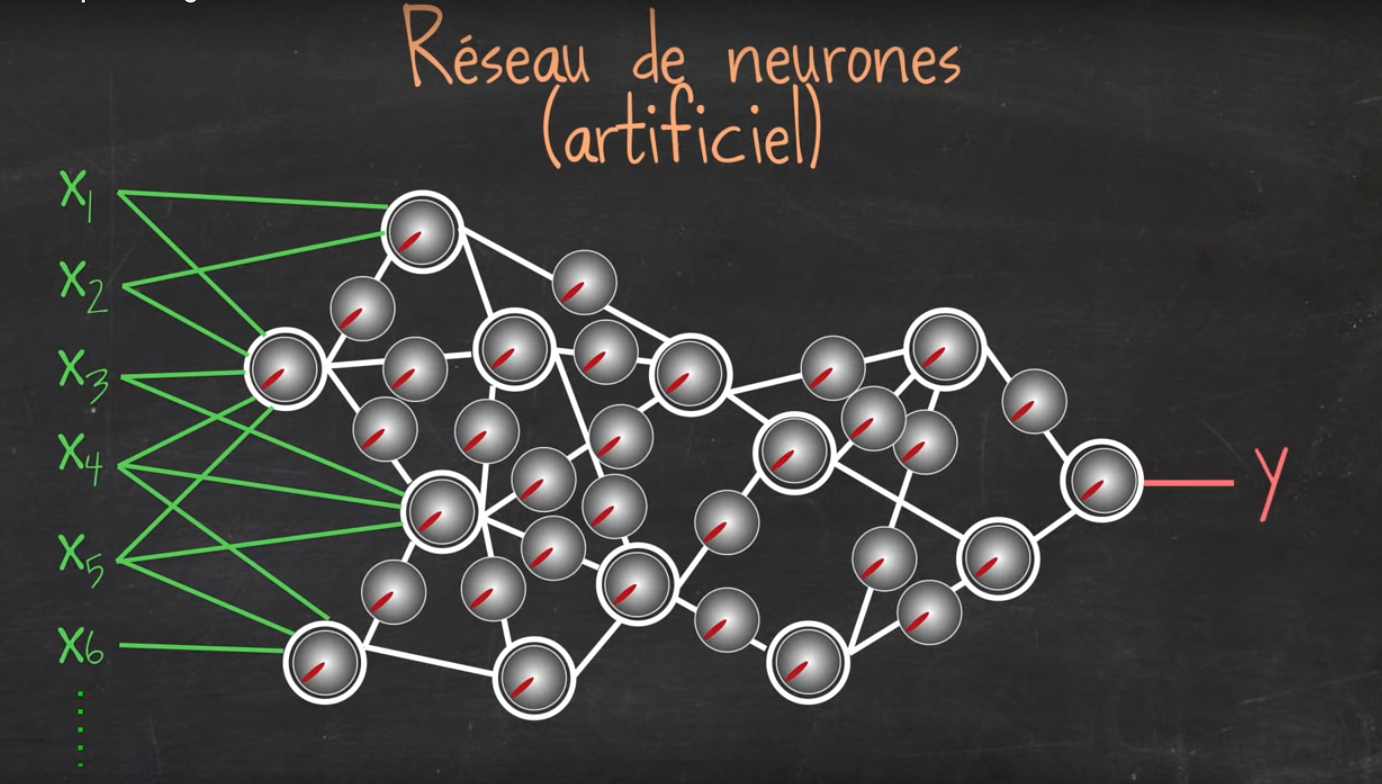 Réseau de neurones
(artificiel)
x1
x2
x3
x4
x5
x6
y